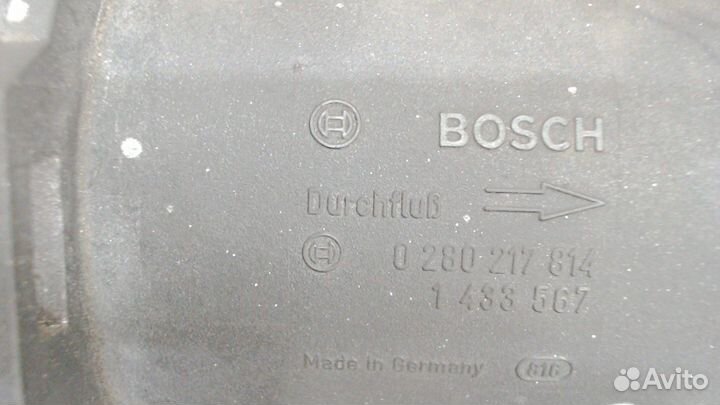 BOSCH
Durchfluß
0 280 217 814
1 433 567
Made in Germany 816
Avito